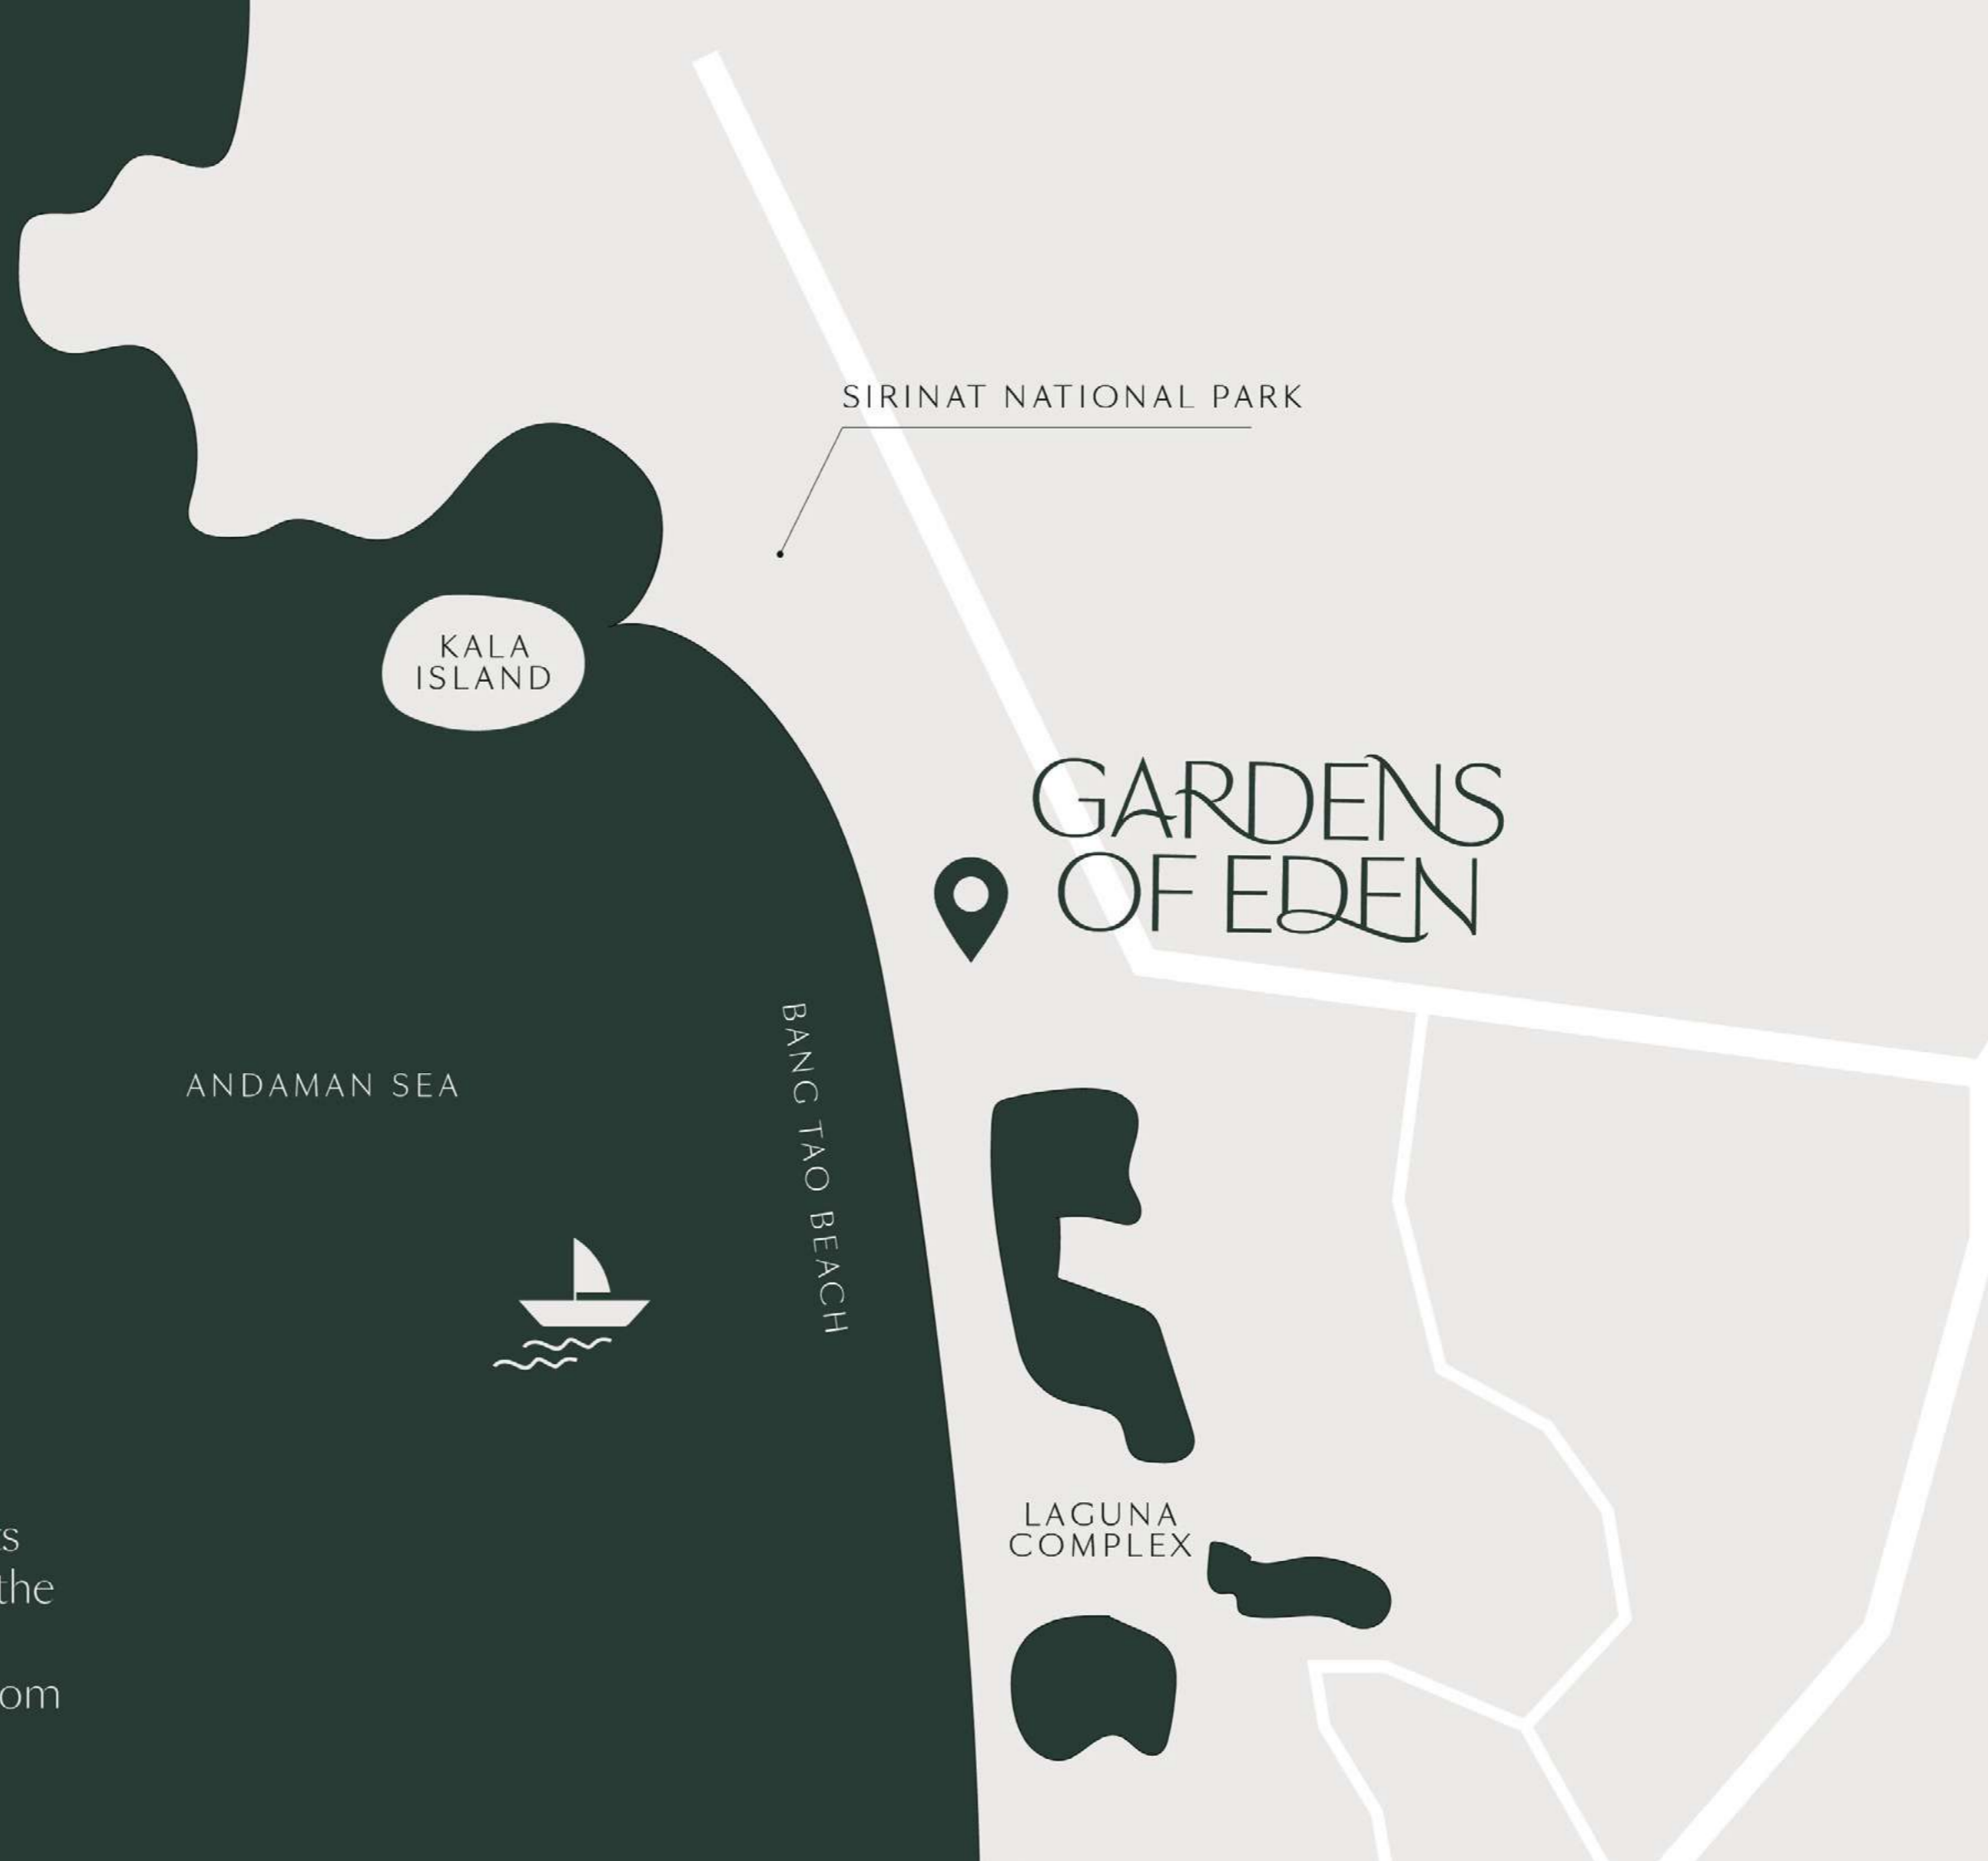 SIRINAT NATIONAL PARK
KALA
ISLAND
GARDENS
OF EDEN
BANG TAO BEACH
ANDAMAN SEA
LAGUNA
COMPLEX
s
the
om